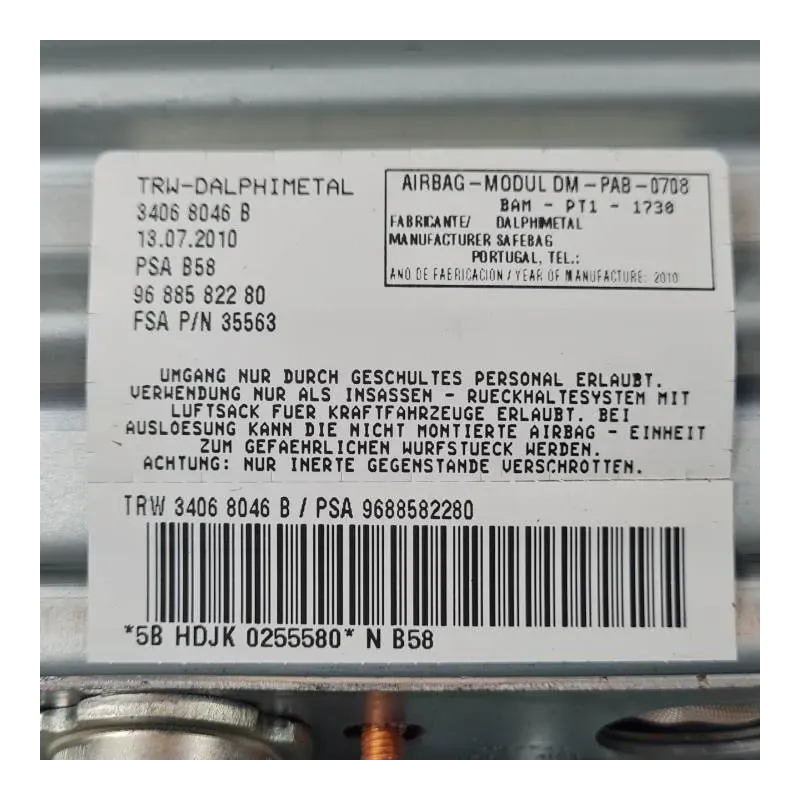 TRW-DALPHIMETAL
3406 8046 B
13.07.2010
PSA B58
96 885 822 80
FSA P/N 35563
AIRBAG-MODUL DM-PAB-0708
BAM - PT1 - 1730
FABRICANTE/ DALPHIMETAL
MANUFACTURER SAFEBAG
PORTUGAL, TEL.:
ANO DE FABRICACION / YEAR OF MANUFACTURE: 2010
UMGANG NUR DURCH GESCHULTES PERSONAL ERLAUBT.
VERWENDUNG NUR ALS INSASSEN - RUECKHALTESYSTEM MIT
LUFTSACK FUER KRAFTFAHRZEUGE ERLAUBT. BEI
AUSLOESUNG KANN DIE NICHT MONTIERTE AIRBAG - EINHEIT
ZUM GEFAEHRLICHEN WURFSTUECK WERDEN.
ACHTUNG: NUR INERTE GEGENSTANDE VERSCHROTTEN.
TRW 3406 8046 B / PSA 9688582280
*5B HDJK 0255580* N B58